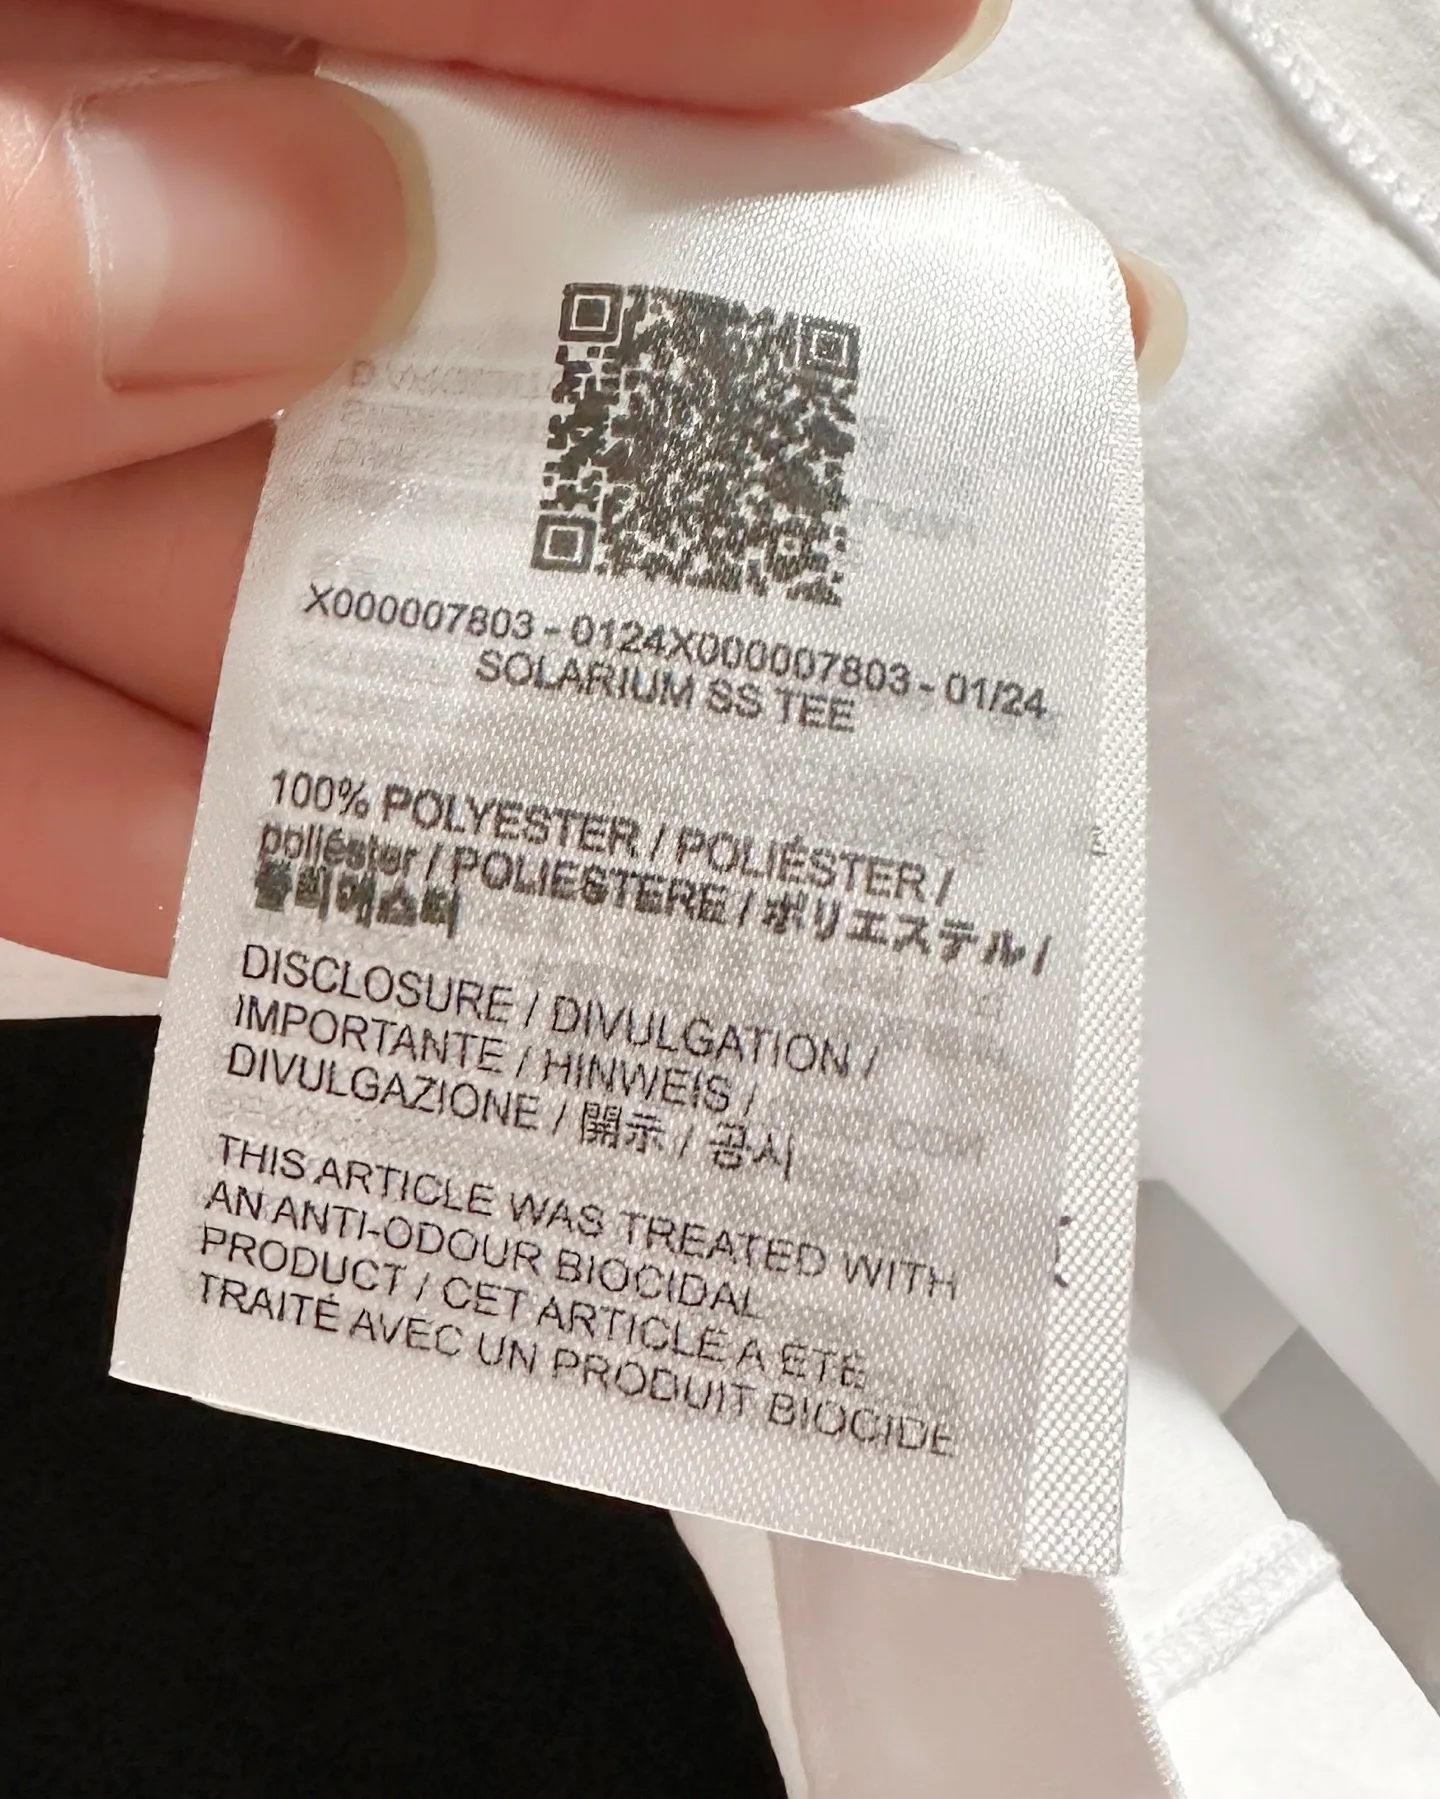 X000007803 - 0124X000007803 - 01/24
SOLARIUM SS TEE
100% POLYESTER / POLIÉSTER /
poliéster / POLIESTERE / ポリエステル /
폴리에스터
DISCLOSURE / DIVULGATION /
IMPORTANTE / HINWEIS /
DIVULGAZIONE / 開示 / 공시
THIS ARTICLE WAS TREATED WITH
AN ANTI-ODOUR BIOCIDAL
PRODUCT / CET ARTICLE A ÉTÉ
TRAITÉ AVEC UN PRODUIT BIOCIDE